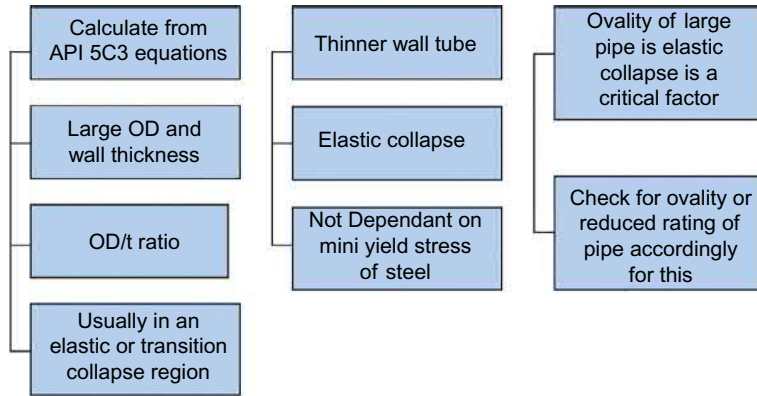 Calculate from
API 5C3 equations
Large OD and
wall thickness
OD/t ratio
Usually in an
elastic or transition
collapse region
Thinner wall tube
Elastic collapse
Not Dependant on
mini yield stress
of steel
Ovality of large
pipe is elastic
collapse is a
critical factor
Check for ovality or
reduced rating of
pipe accordingly
for this